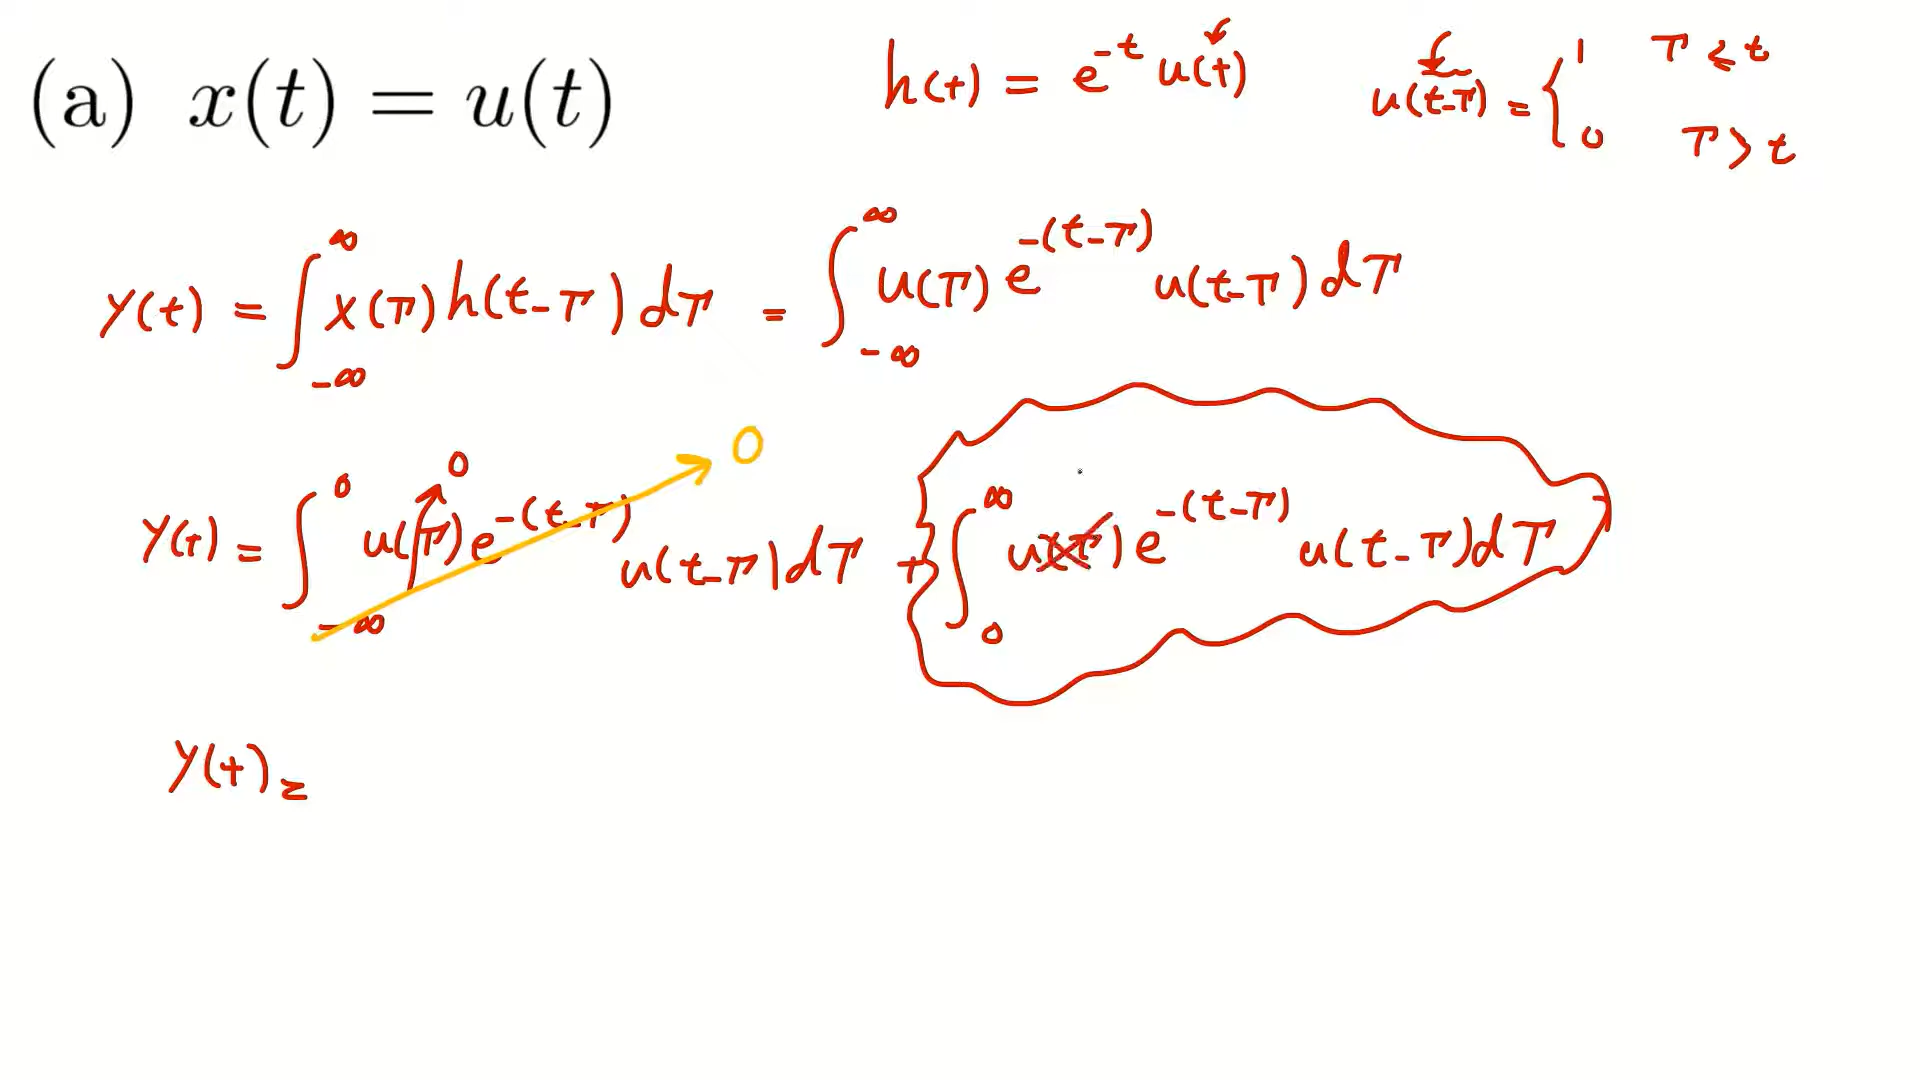 (a) x(t) = u(t)
h(t) = e^{-t} u(t)
u(t-τ) = { 1 τ ≤ t
0 τ > t
y(t) = ∫_{-∞}^{∞} x(τ) h(t-τ) dτ = ∫_{-∞}^{∞} u(τ) e^{-(t-τ)} u(t-τ) dτ
0
0
y(t) = ∫_{-∞}^{0} u(τ) e^{-(t-τ)} u(t-τ) dτ + ∫_{0}^{∞} u(τ) e^{-(t-τ)} u(t-τ) dτ
y(t) =